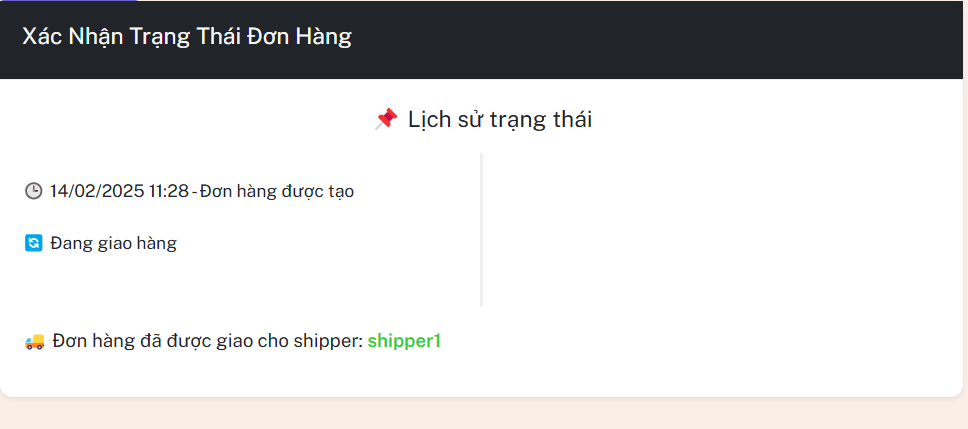 Xác Nhận Trạng Thái Đơn Hàng
📌 Lịch sử trạng thái
🕒 14/02/2025 11:28 - Đơn hàng được tạo
🔄 Đang giao hàng
🚚 Đơn hàng đã được giao cho shipper: shipper1